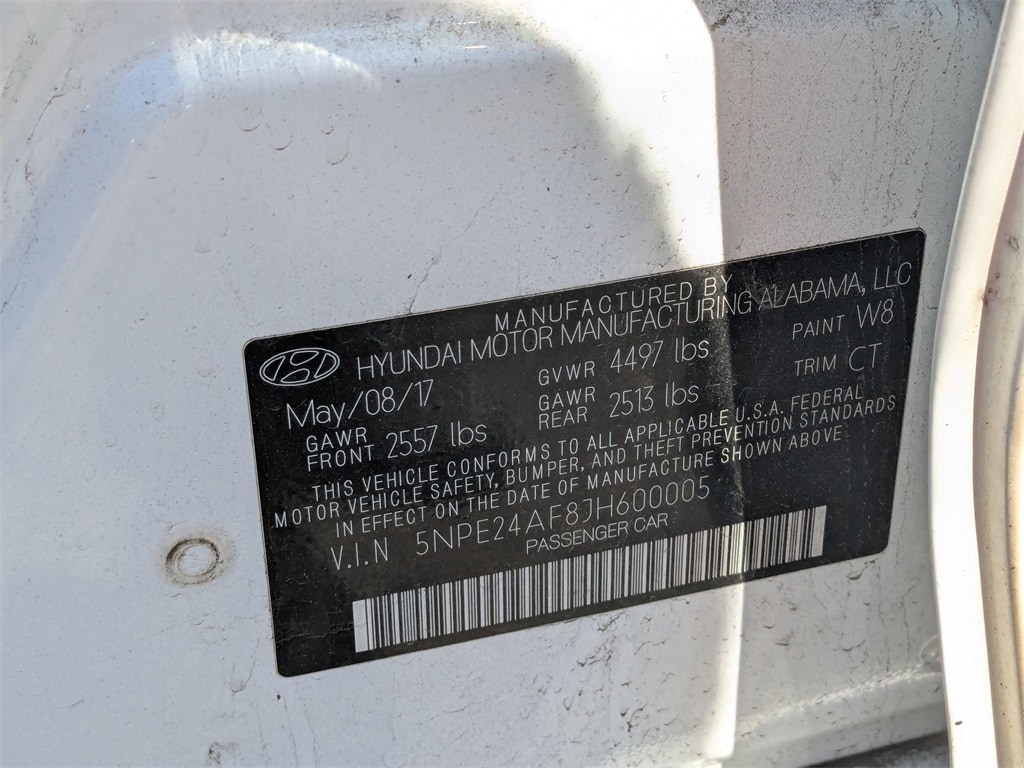 MANUFACTURED BY
HYUNDAI MOTOR MANUFACTURING ALABAMA, LLC
May/08/17 GVWR 4497 lbs PAINT W8
GAWR FRONT 2557 lbs GAWR REAR 2513 lbs TRIM CT
THIS VEHICLE CONFORMS TO ALL APPLICABLE U.S.A. FEDERAL
MOTOR VEHICLE SAFETY, BUMPER, AND THEFT PREVENTION STANDARDS
IN EFFECT ON THE DATE OF MANUFACTURE SHOWN ABOVE
V.I.N 5NPE24AF8JH600005
PASSENGER CAR